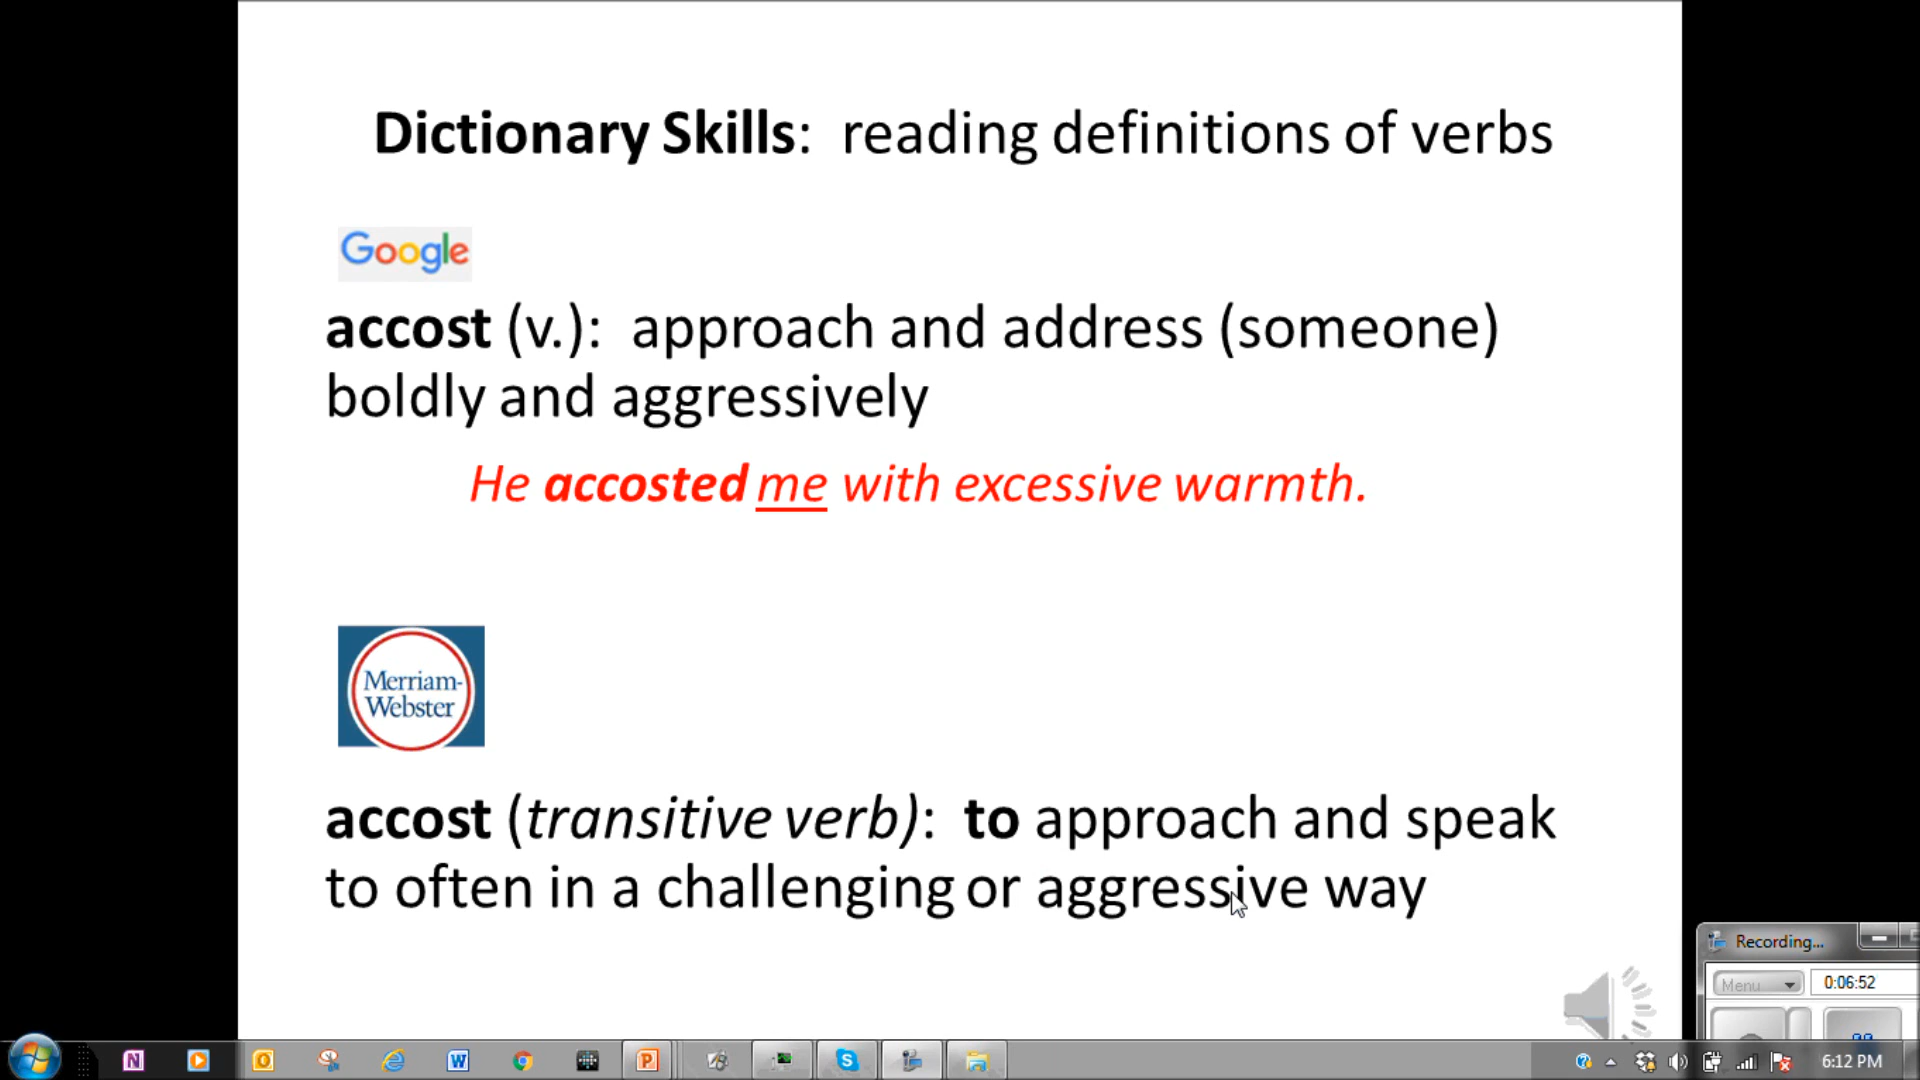 Dictionary Skills:  reading definitions of verbs
Google
accost (v.):  approach and address (someone)
boldly and aggressively
He accosted me with excessive warmth.
Merriam-
Webster
accost (transitive verb):  to approach and speak
to often in a challenging or aggressive way
Recording...
Menu
0:06:52
6:12 PM